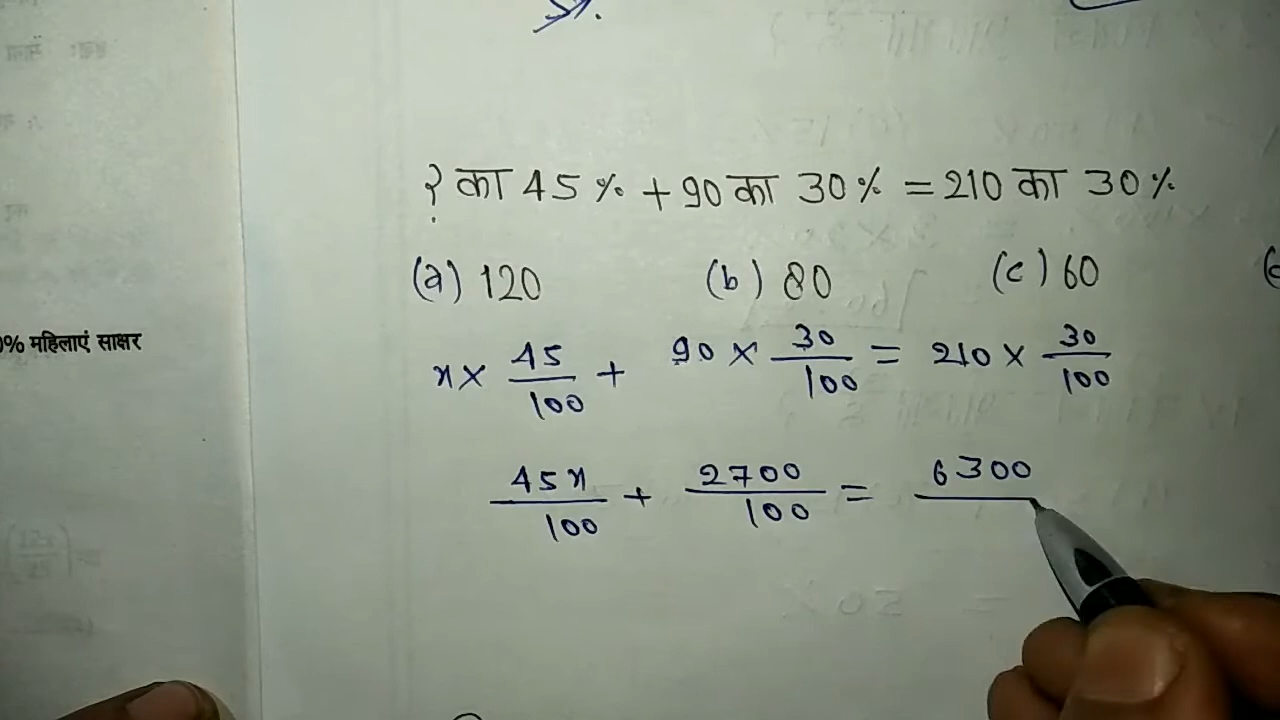 ? का 45% + 90 का 30% = 210 का 30%
(a) 120 (b) 80 (c) 60
0% महिलाएं साक्षर
x × 45/100 + 90 × 30/100 = 210 × 30/100
45x/100 + 2700/100 = 6300